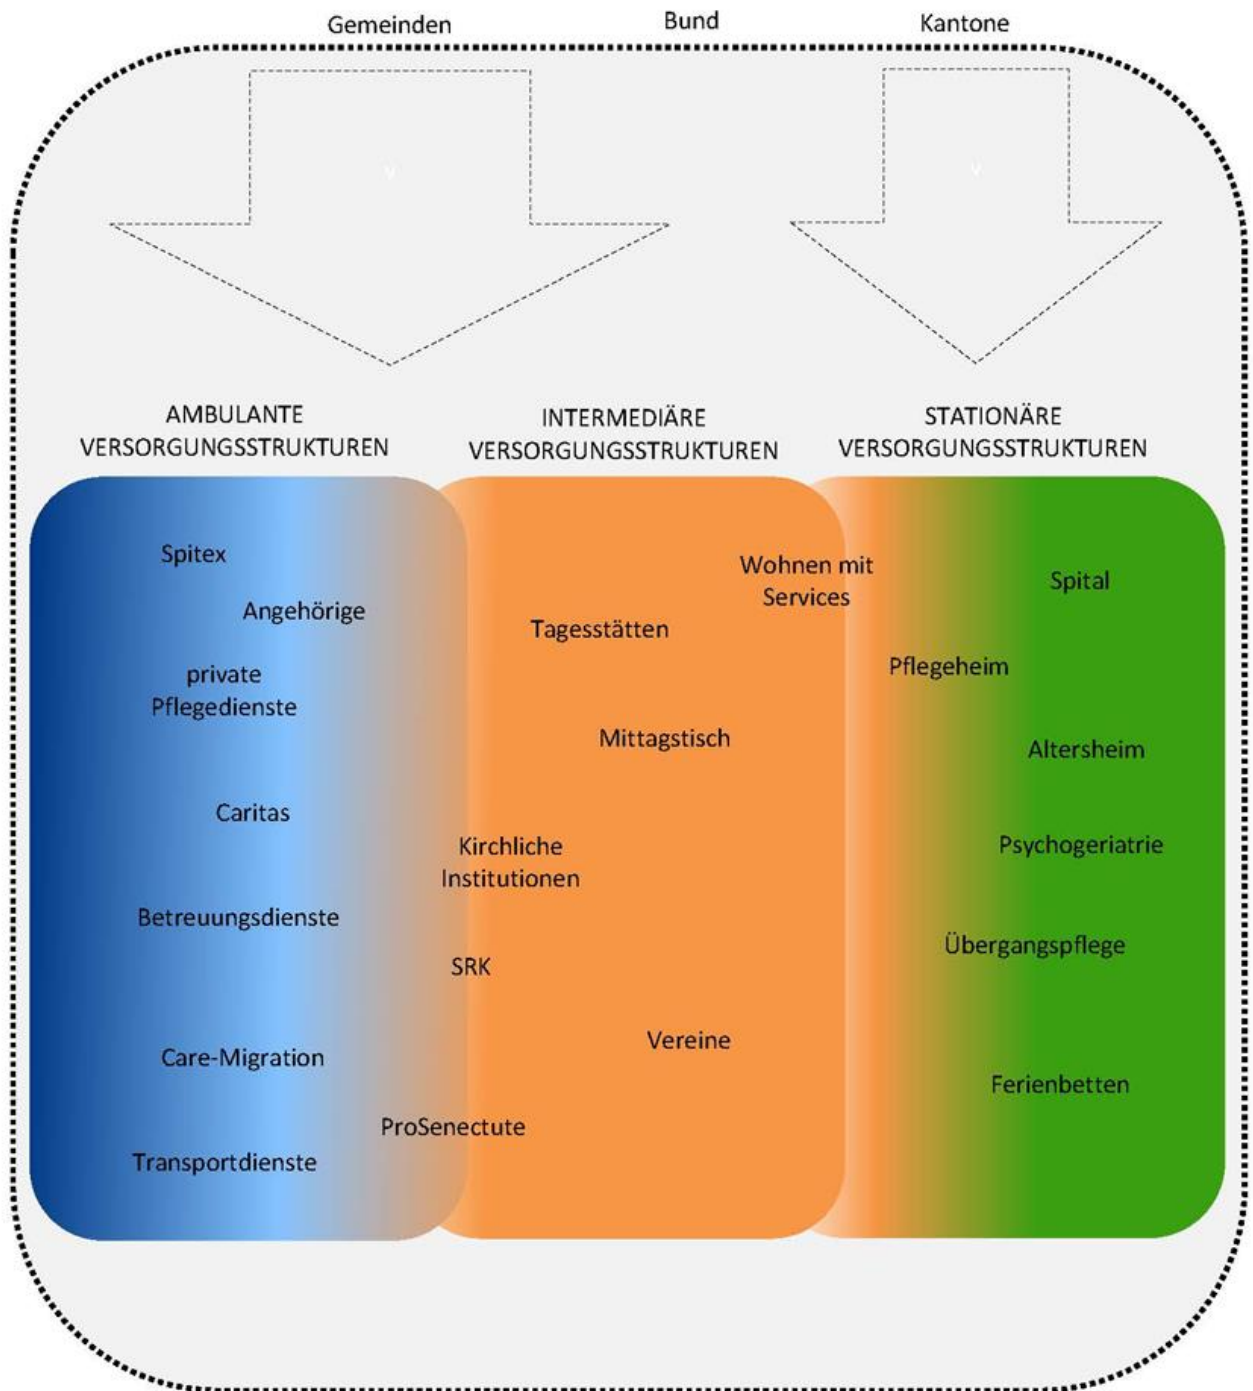 Gemeinden
Bund
Kantone
v
v
AMBULANTE
VERSORGUNGSSTRUKTUREN
INTERMEDIÄRE
VERSORGUNGSSTRUKTUREN
STATIONÄRE
VERSORGUNGSSTRUKTUREN
Spitex
Angehörige
private
Pflegedienste
Caritas
Betreuungsdienste
Care-Migration
Transportdienste
Tagesstätten
Mittagstisch
Kirchliche
Institutionen
SRK
Vereine
ProSenectute
Wohnen mit
Services
Spital
Pflegeheim
Altersheim
Psychogeriatrie
Übergangspflege
Ferienbetten